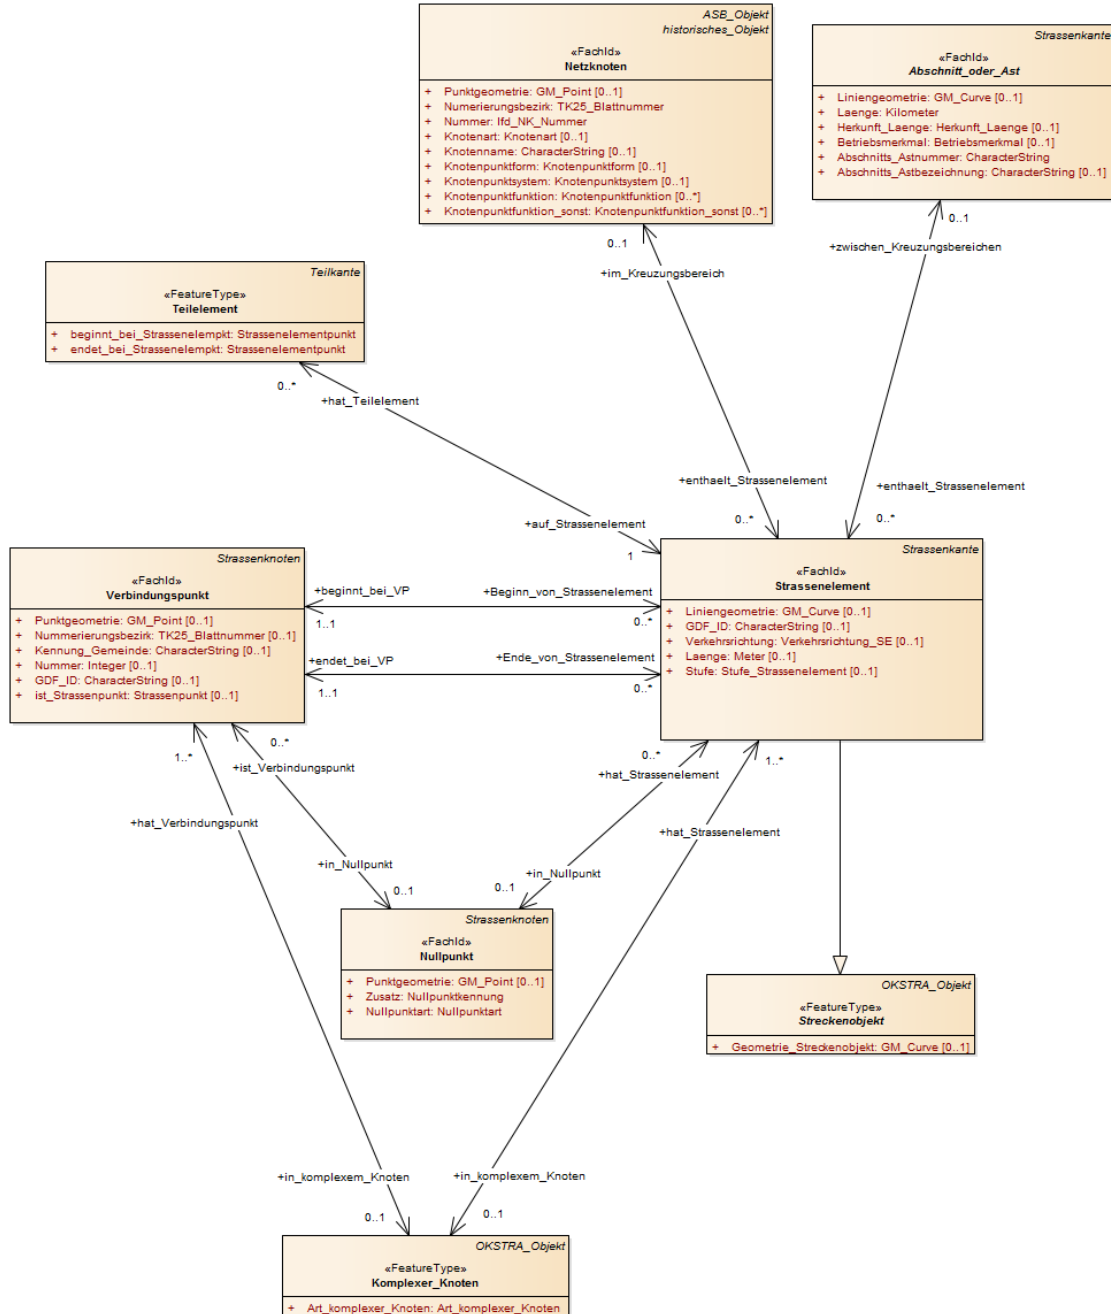 ASB_Objekt
historisches_Objekt
«FachId»
Netzknoten
+ Punktgeometrie: GM_Point [0..1]
+ Numerierungsbezirk: TK25_Blattnummer
+ Nummer: lfd_NK_Nummer
+ Knotenart: Knotenart [0..1]
+ Knotenname: CharacterString [0..1]
+ Knotenpunktform: Knotenpunktform [0..1]
+ Knotenpunktsystem: Knotenpunktsystem [0..1]
+ Knotenpunktfunktion: Knotenpunktfunktion [0..*]
+ Knotenpunktfunktion_sonst: Knotenpunktfunktion_sonst [0..*]
Strassenkante
«FachId»
Abschnitt_oder_Ast
+ Liniengeometrie: GM_Curve [0..1]
+ Laenge: Kilometer
+ Herkunft_Laenge: Herkunft_Laenge [0..1]
+ Betriebsmerkmal: Betriebsmerkmal [0..1]
+ Abschnitts_Astnummer: CharacterString
+ Abschnitts_Astbezeichnung: CharacterString [0..1]
0..1
+im_Kreuzungsbereich
0..1
+zwischen_Kreuzungsbereichen
Teilkante
«FeatureType»
Teilelement
+ beginnt_bei_Strassenelempkt: Strassenelementpunkt
+ endet_bei_Strassenelempkt: Strassenelementpunkt
0..*
+hat_Teilelement
+enthaelt_Strassenelement
0..*
+enthaelt_Strassenelement
0..*
+auf_Strassenelement
1
Strassenknoten
«FachId»
Verbindungspunkt
+ Punktgeometrie: GM_Point [0..1]
+ Nummerierungsbezirk: TK25_Blattnummer [0..1]
+ Kennung_Gemeinde: CharacterString [0..1]
+ Nummer: Integer [0..1]
+ GDF_ID: CharacterString [0..1]
+ ist_Strassenpunkt: Strassenpunkt [0..1]
+beginnt_bei_VP
1..1
+Beginn_von_Strassenelement
0..*
+endet_bei_VP
1..1
+Ende_von_Strassenelement
0..*
Strassenkante
«FachId»
Strassenelement
+ Liniengeometrie: GM_Curve [0..1]
+ GDF_ID: CharacterString [0..1]
+ Verkehrsrichtung: Verkehrsrichtung_SE [0..1]
+ Laenge: Meter [0..1]
+ Stufe: Stufe_Strassenelement [0..1]
1..*
+hat_Verbindungspunkt
0..*
+ist_Verbindungspunkt
0..*
+hat_Strassenelement
1..*
+hat_Strassenelement
+in_Nullpunkt
0..1
+in_Nullpunkt
0..1
Strassenknoten
«FachId»
Nullpunkt
+ Punktgeometrie: GM_Point [0..1]
+ Zusatz: Nullpunktkennung
+ Nullpunktart: Nullpunktart
OKSTRA_Objekt
«FeatureType»
Streckenobjekt
+ Geometrie_Streckenobjekt: GM_Curve [0..1]
+in_komplexem_Knoten
0..1
+in_komplexem_Knoten
0..1
OKSTRA_Objekt
«FeatureType»
Komplexer_Knoten
+ Art_komplexer_Knoten: Art_komplexer_Knoten